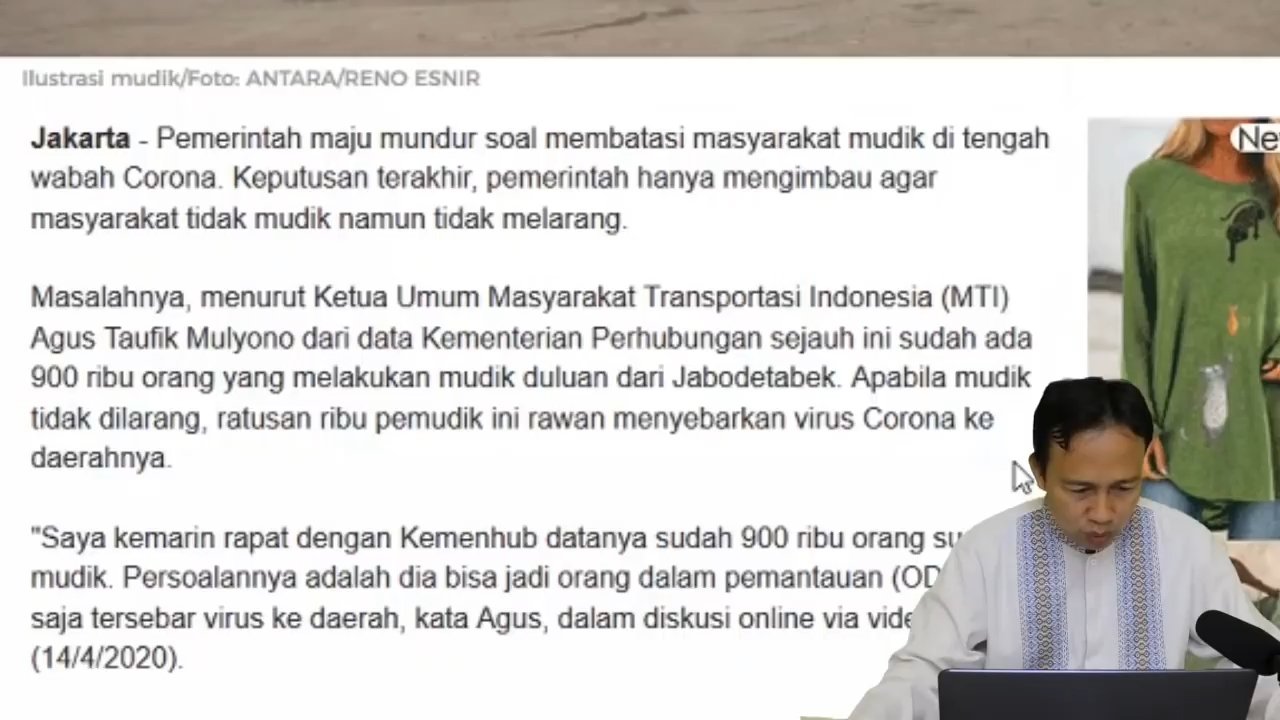 Ilustrasi mudik/Foto: ANTARA/RENO ESNIR
Jakarta - Pemerintah maju mundur soal membatasi masyarakat mudik di tengah
wabah Corona. Keputusan terakhir, pemerintah hanya mengimbau agar
masyarakat tidak mudik namun tidak melarang.
Masalahnya, menurut Ketua Umum Masyarakat Transportasi Indonesia (MTI)
Agus Taufik Mulyono dari data Kementerian Perhubungan sejauh ini sudah ada
900 ribu orang yang melakukan mudik duluan dari Jabodetabek. Apabila mudik
tidak dilarang, ratusan ribu pemudik ini rawan menyebarkan virus Corona ke
daerahnya.
"Saya kemarin rapat dengan Kemenhub datanya sudah 900 ribu orang
mudik. Persoalannya adalah dia bisa jadi orang dalam pemantauan
saja tersebar virus ke daerah, kata Agus, dalam diskusi online via
(14/4/2020).